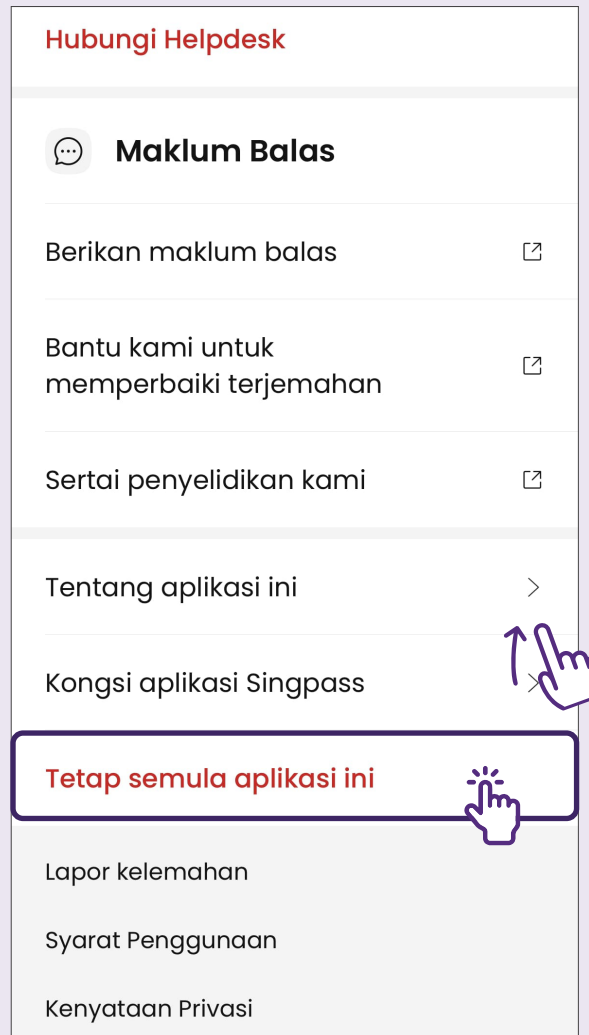 Hubungi Helpdesk
Maklum Balas
Berikan maklum balas
Bantu kami untuk
memperbaiki terjemahan
Sertai penyelidikan kami
Tentang aplikasi ini
Kongsi aplikasi Singpass
Tetap semula aplikasi ini
Lapor kelemahan
Syarat Penggunaan
Kenyataan Privasi